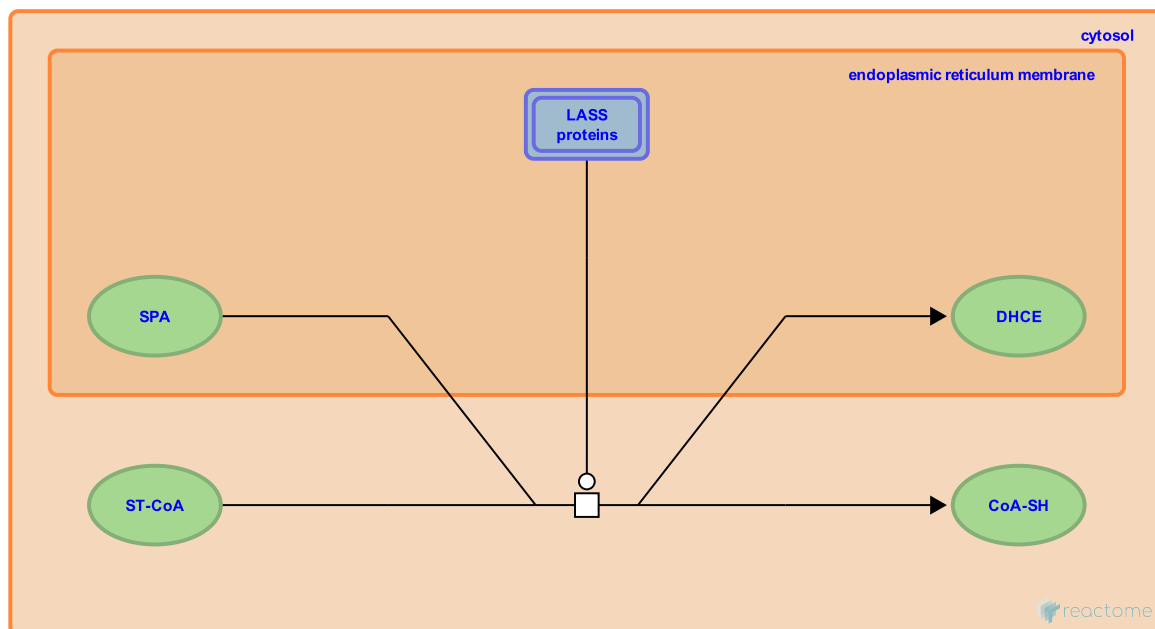 cytosol
endoplasmic reticulum membrane
LASS
proteins
SPA
DHCE
ST-CoA
CoA-SH
reactome